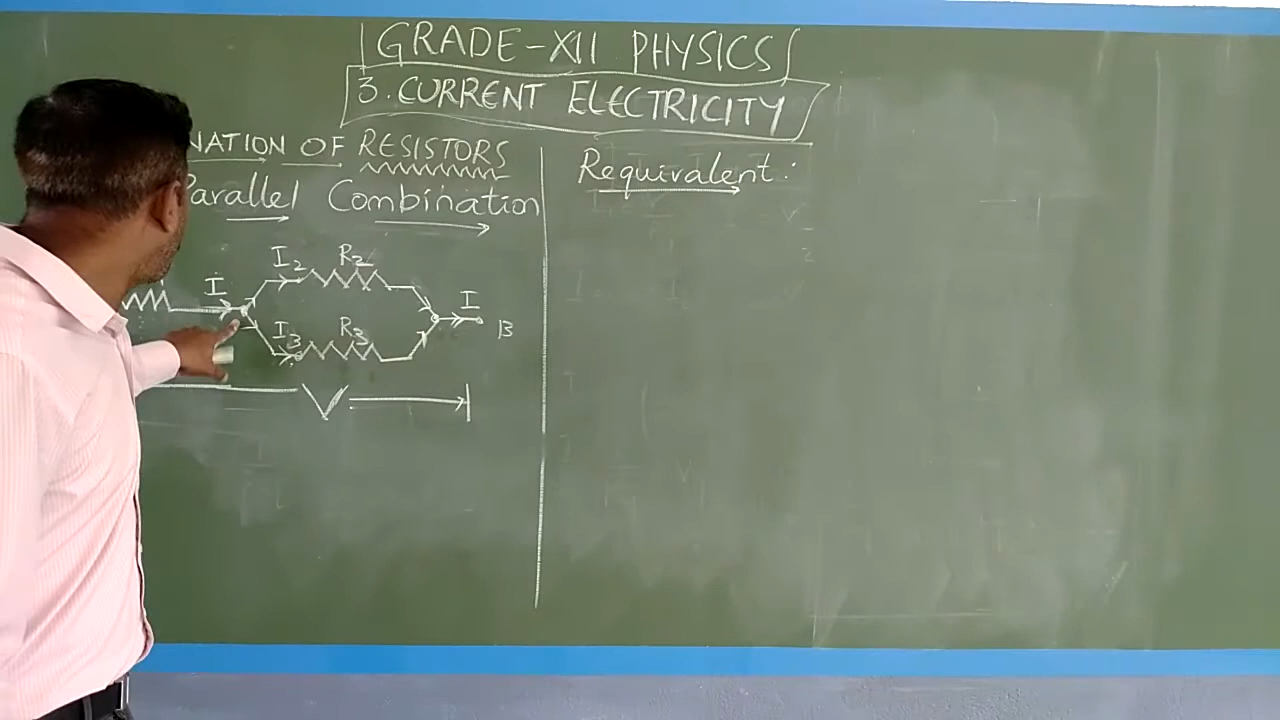 GRADE-XII PHYSICS
3. CURRENT ELECTRICITY
NATION OF RESISTORS
Parallel Combination
Requivalent:
I I2 R2
I3 R3
I B
V